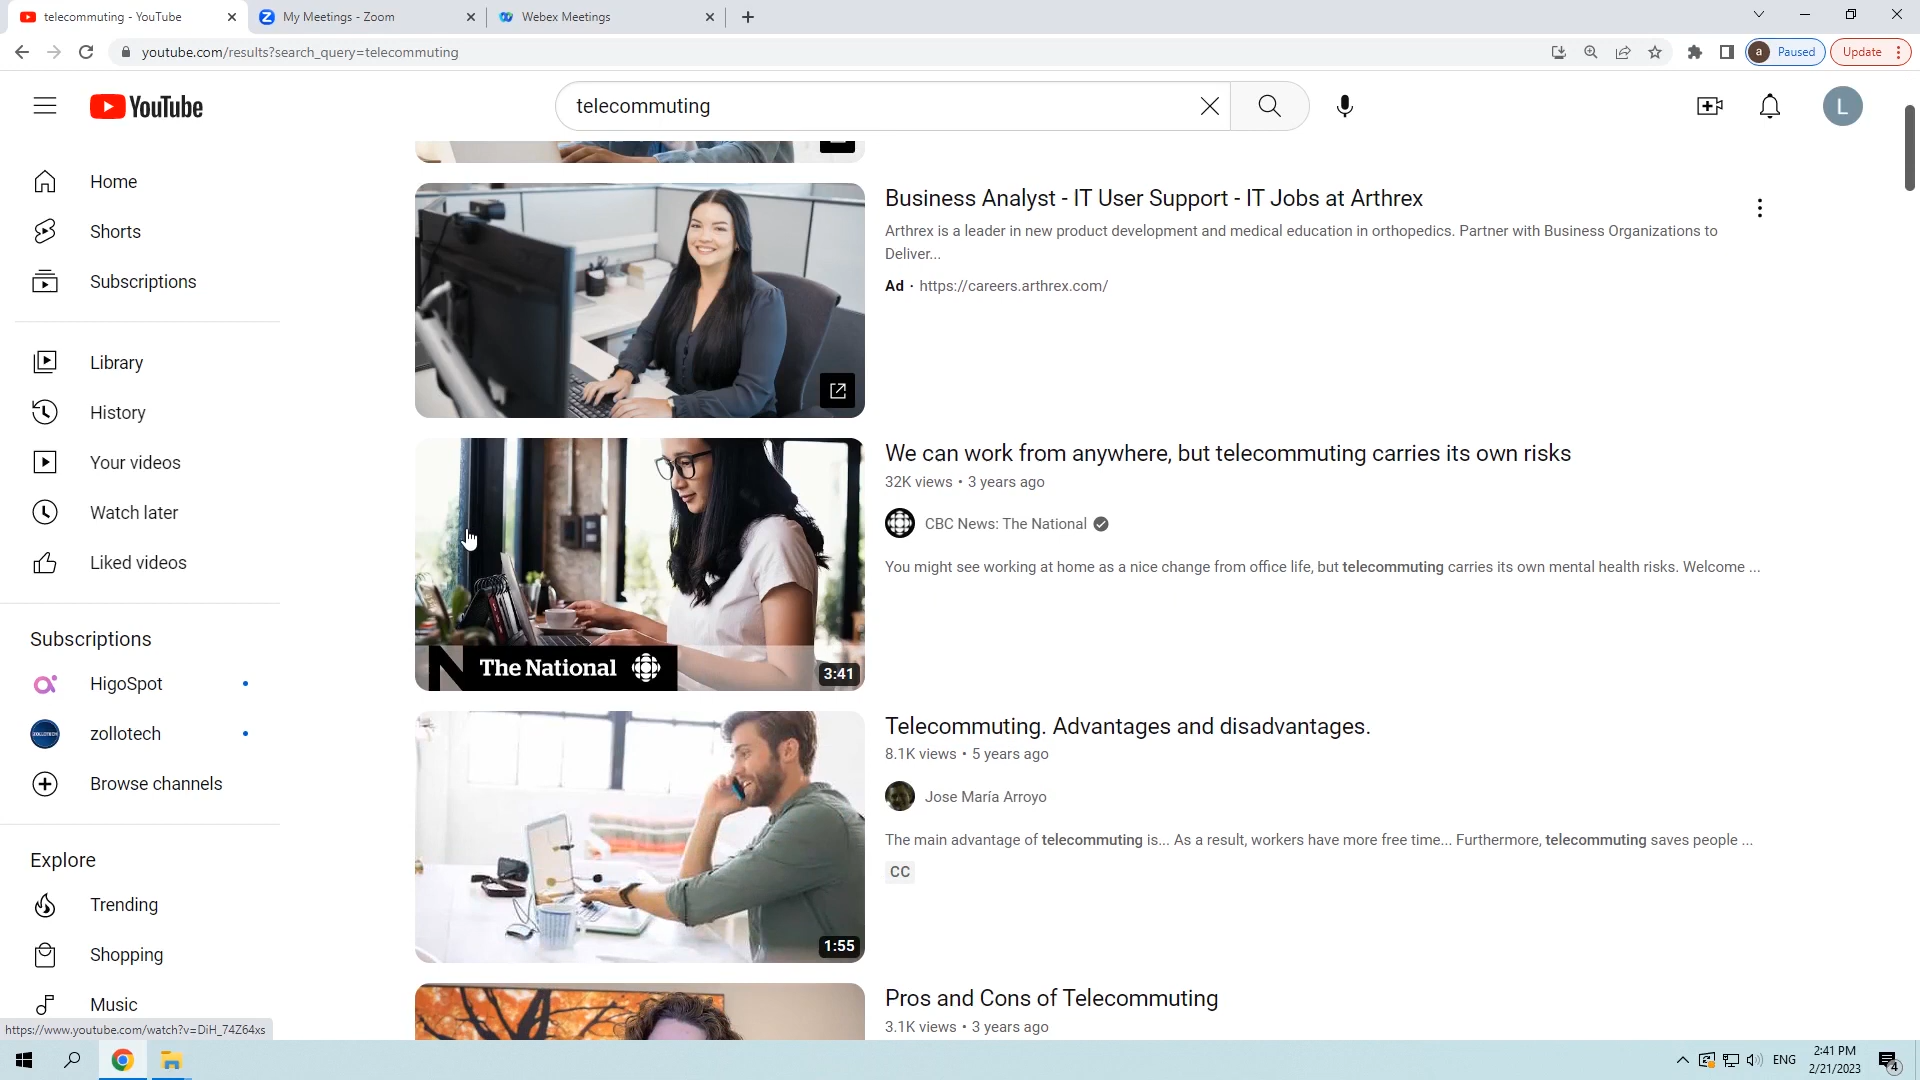 telecommuting - YouTube
My Meetings - Zoom
Webex Meetings
youtube.com/results?search_query=telecommuting
a
Paused
Update
YouTube
telecommuting
L
Home
Shorts
Subscriptions
Library
History
Your videos
Watch later
Liked videos
Subscriptions
HigoSpot
zollotech
Browse channels
Explore
Trending
Shopping
Music
Business Analyst - IT User Support - IT Jobs at Arthrex
Arthrex is a leader in new product development and medical education in orthopedics. Partner with Business Organizations to
Deliver...
Ad · https://careers.arthrex.com/
The National
3:41
We can work from anywhere, but telecommuting carries its own risks
32K views • 3 years ago
CBC News: The National
You might see working at home as a nice change from office life, but telecommuting carries its own mental health risks. Welcome ...
1:55
Telecommuting. Advantages and disadvantages.
8.1K views • 5 years ago
Jose María Arroyo
The main advantage of telecommuting is... As a result, workers have more free time... Furthermore, telecommuting saves people ...
CC
Pros and Cons of Telecommuting
3.1K views • 3 years ago
https://www.youtube.com/watch?v=DiH_74Z64xs
ENG
2:41 PM
2/21/2023
4